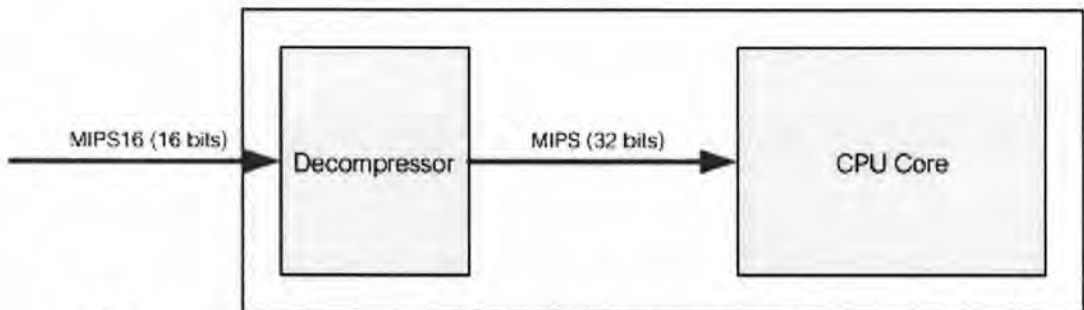 MIPS16 (16 bits)
Decompressor
MIPS (32 bits)
CPU Core